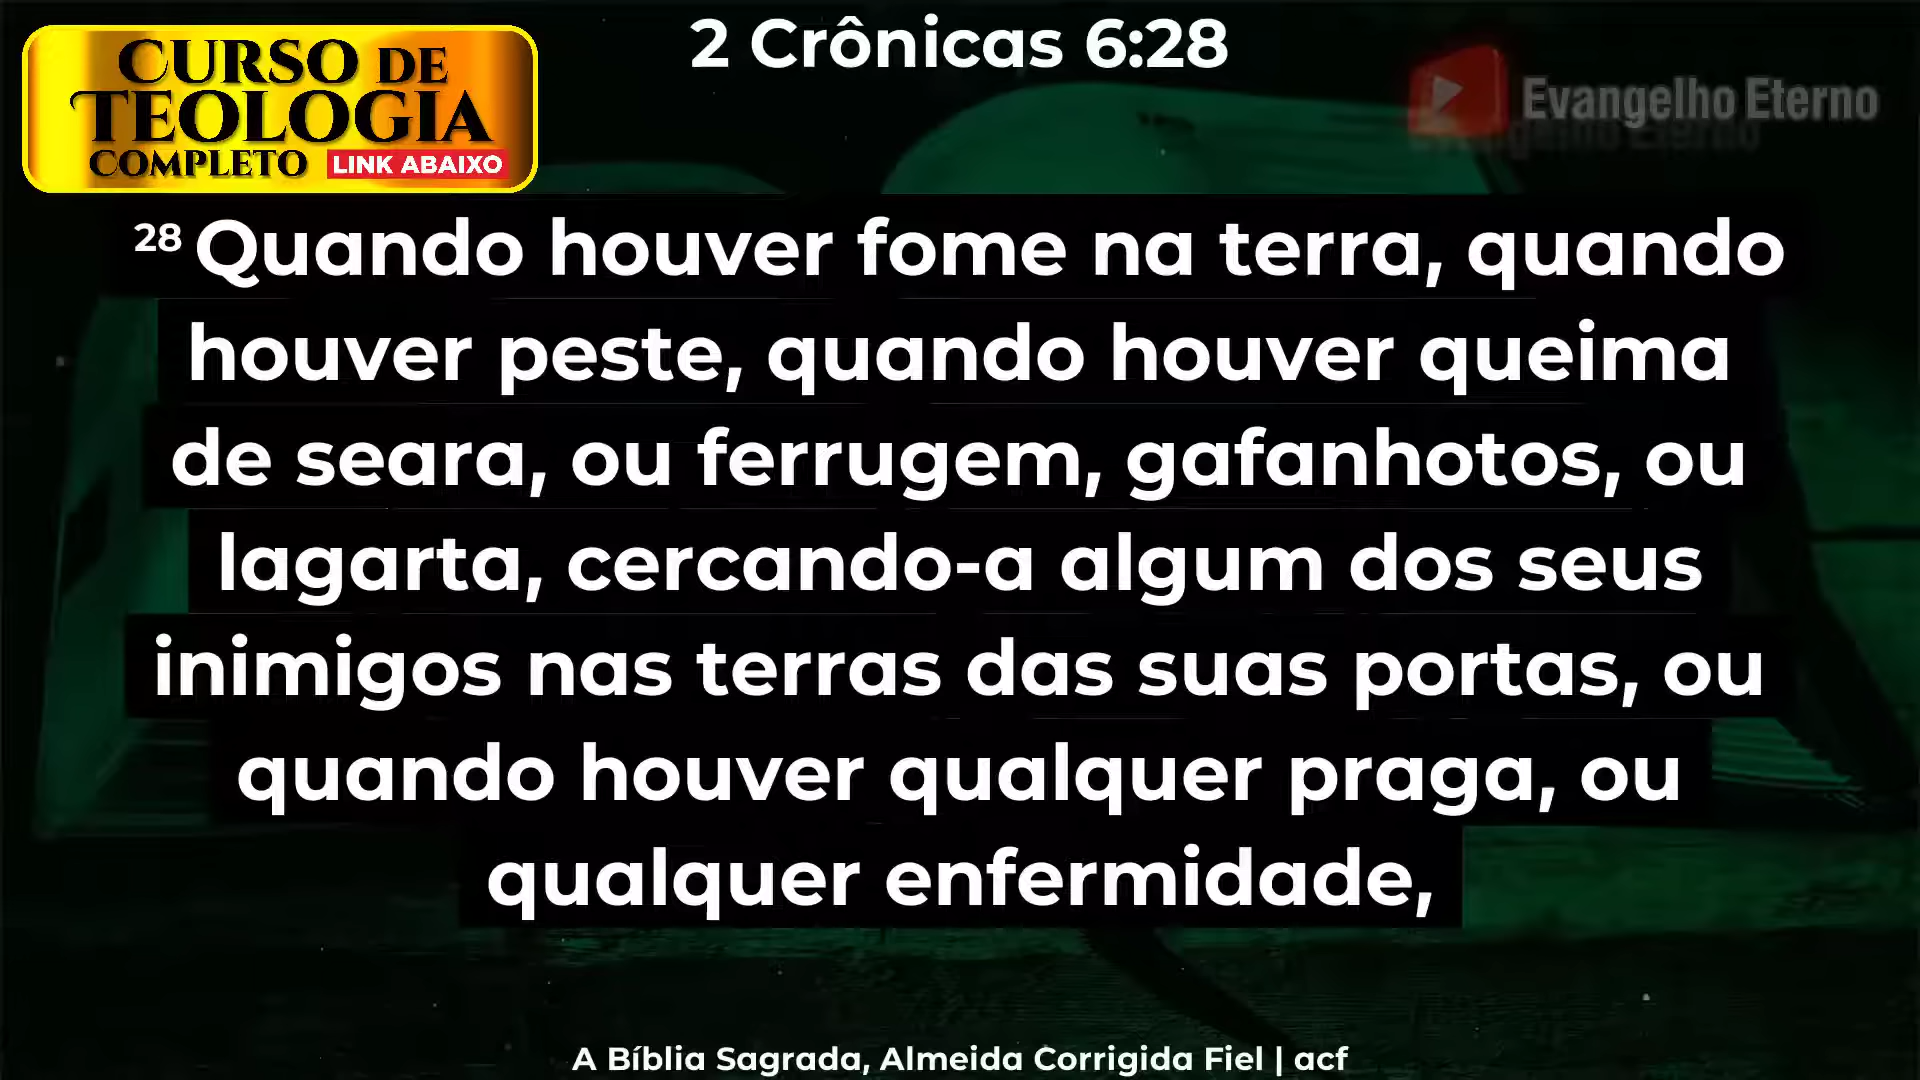 2 Crônicas 6:28
CURSO DE
TEOLOGIA
COMPLETO LINK ABAIXO
Evangelho Eterno
28 Quando houver fome na terra, quando
houver peste, quando houver queima
de seara, ou ferrugem, gafanhotos, ou
lagarta, cercando-a algum dos seus
inimigos nas terras das suas portas, ou
quando houver qualquer praga, ou
qualquer enfermidade,
A Bíblia Sagrada, Almeida Corrigida Fiel | acf